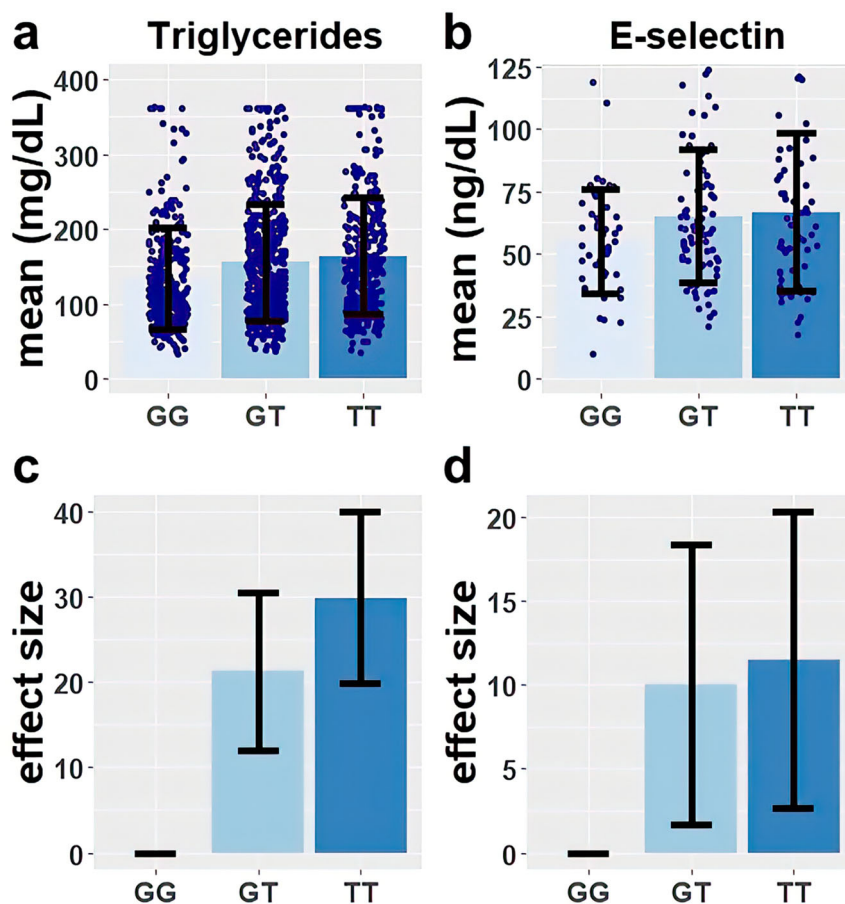 a Triglycerides
mean (mg/dL)
400
300
200
100
0
GG GT TT
b E-selectin
mean (ng/dL)
125
100
75
50
25
0
GG GT TT
c
effect size
40
30
20
10
0
GG GT TT
d
effect size
20
15
10
5
0
GG GT TT